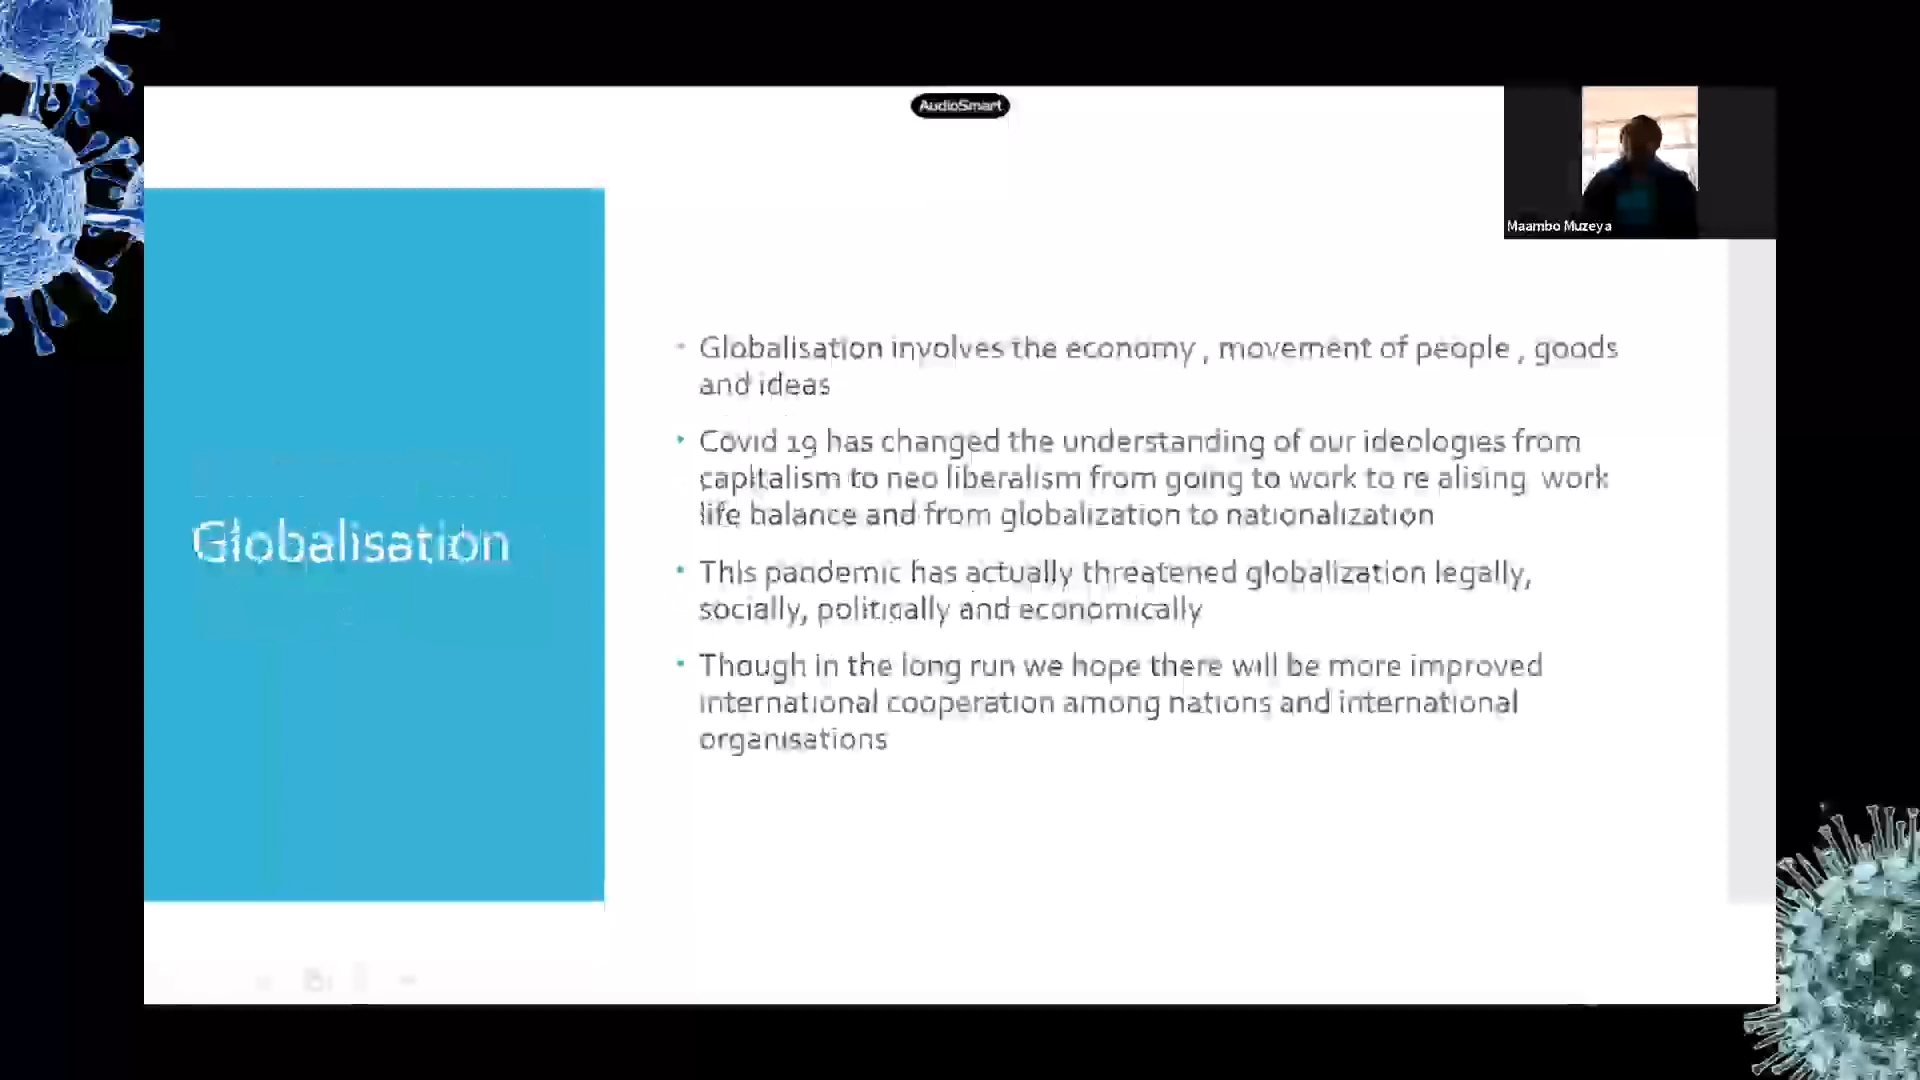 AudioSmart
Maambo Muzeya
Globalisation
• Globalisation involves the economy , movement of people , goods
and ideas
• Covid 19 has changed the understanding of our ideologies from
capitalism to neo liberalism from going to work to re alising work
life balance and from globalization to nationalization
• This pandemic has actually threatened globalization legally,
socially, politically and economically
• Though in the long run we hope there will be more improved
international cooperation among nations and international
organisations